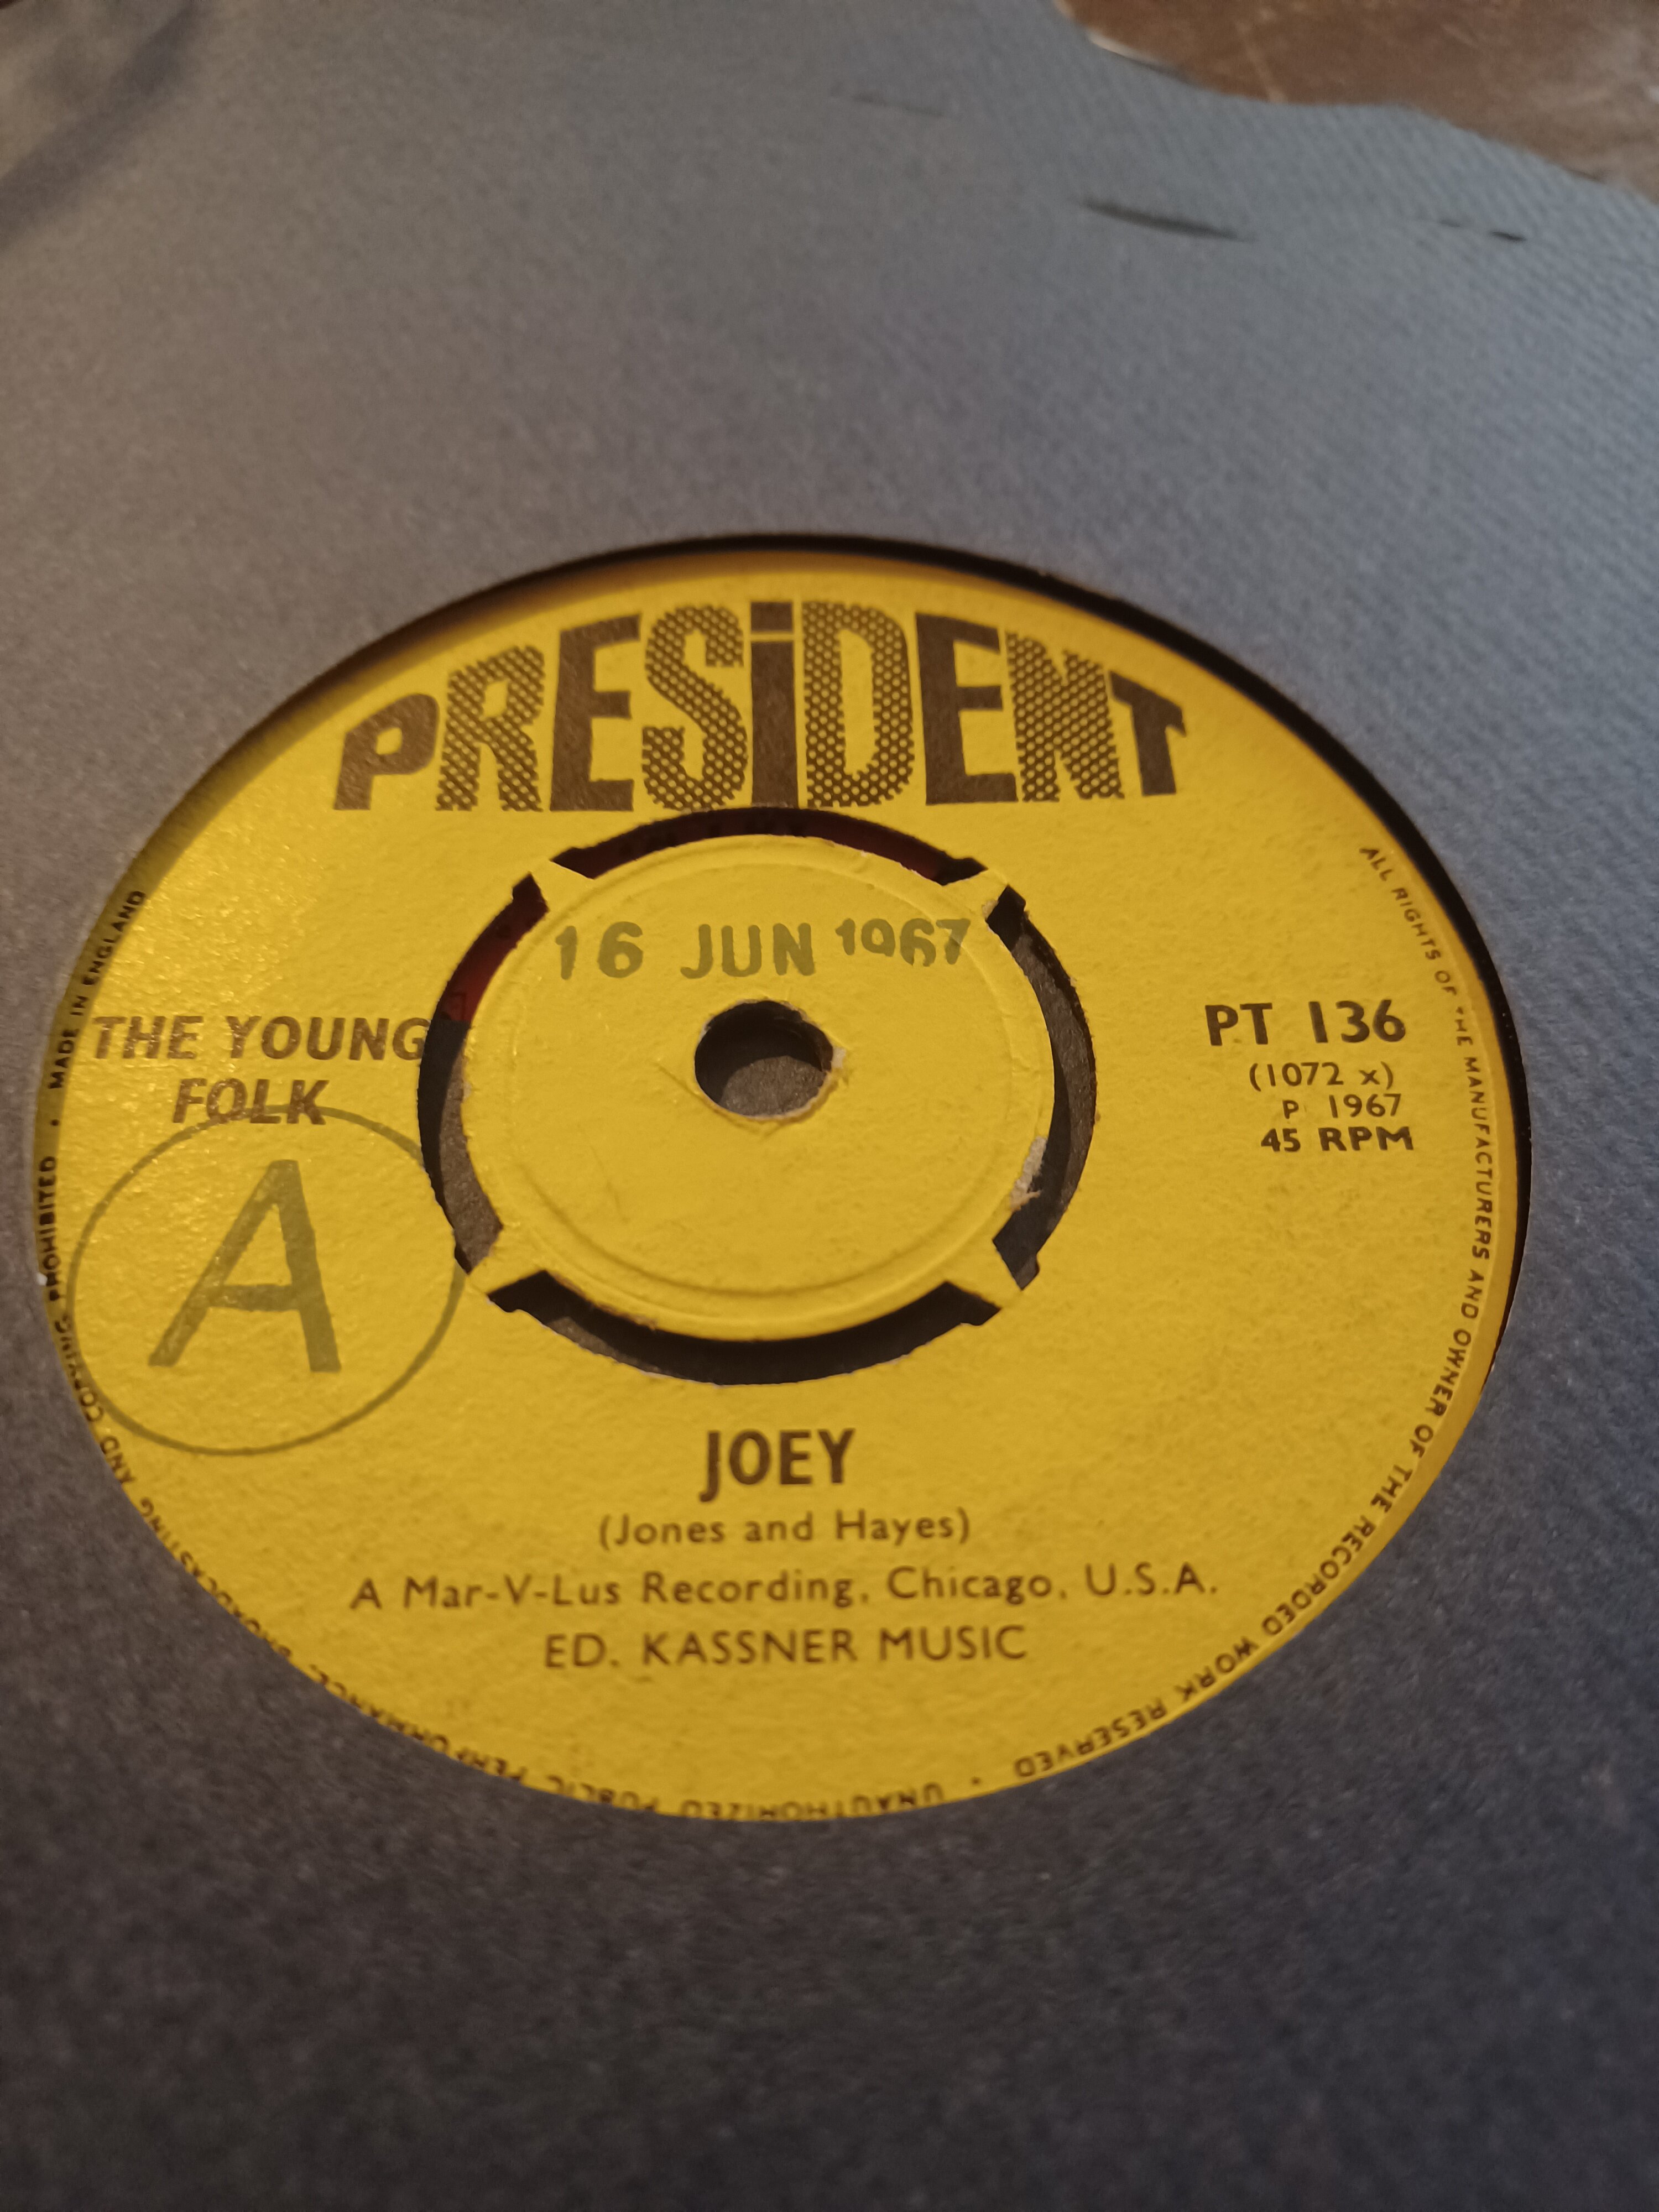 PRESiDENT
16 JUN 1967
THE YOUNG
FOLK
A
PT 136
(1072 x)
P 1967
45 RPM
JOEY
(Jones and Hayes)
A Mar-V-Lus Recording, Chicago, U.S.A.
ED. KASSNER MUSIC
ALL RIGHTS OF THE MANUFACTURERS AND OWNER OF THE RECORDED WORK RESERVED • UNAUTHORIZED PUBLIC PERFORMANCE, BROADCASTING AND COPYING PROHIBITED • MADE IN ENGLAND